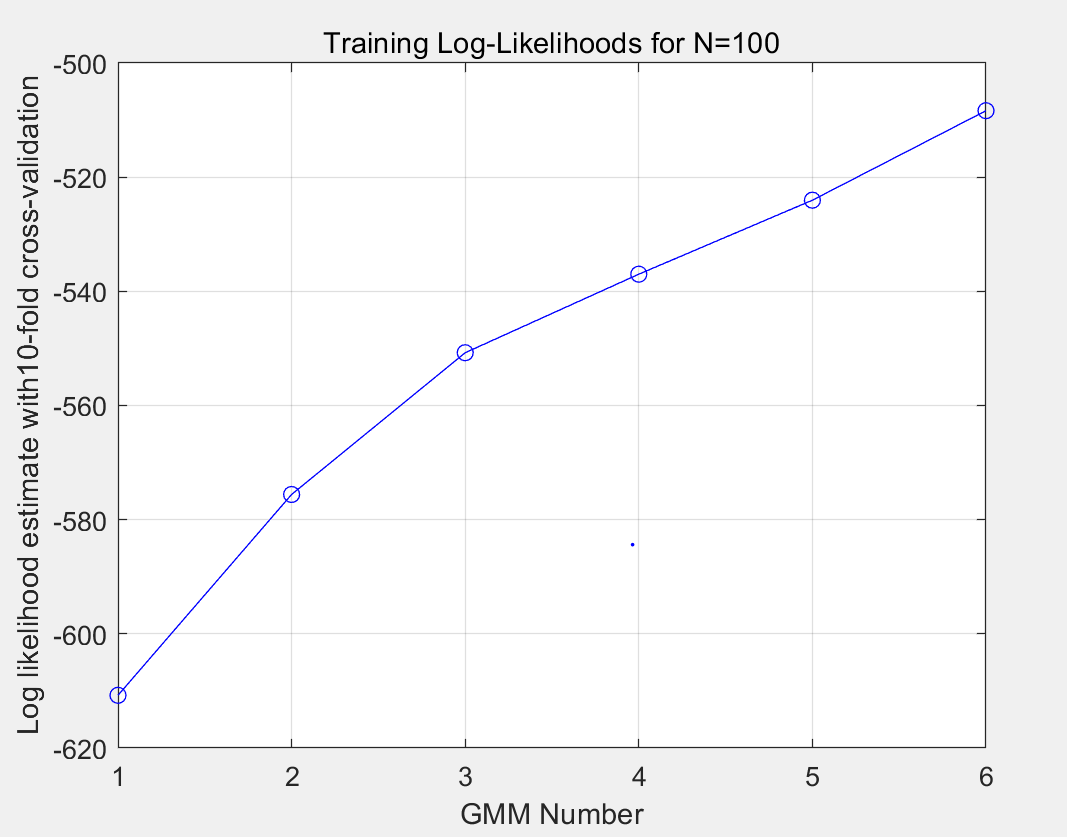 Training Log-Likelihoods for N=100
Log likelihood estimate with10-fold cross-validation
-500
-520
-540
-560
-580
-600
-620
1 2 3 4 5 6
GMM Number